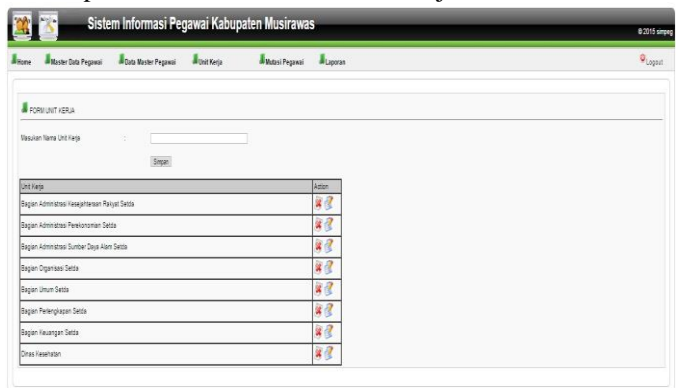 Sistem Informasi Pegawai Kabupaten Musirawas
© 2015 simpeg
Home Master Data Pegawai Data Master Pegawai Unit Kerja Mutasi Pegawai Laporan Logout
FORM UNIT KERJA
Masukan Nama Unit Kerja :
Simpan
Unit Kerja Action
Bagian Administrasi Kesejahteraan Rakyat Setda
Bagian Administrasi Perekonomian Setda
Bagian Administrasi Sumber Daya Alam Setda
Bagian Organisasi Setda
Bagian Umum Setda
Bagian Perlengkapan Setda
Bagian Keuangan Setda
Dinas Kesehatan